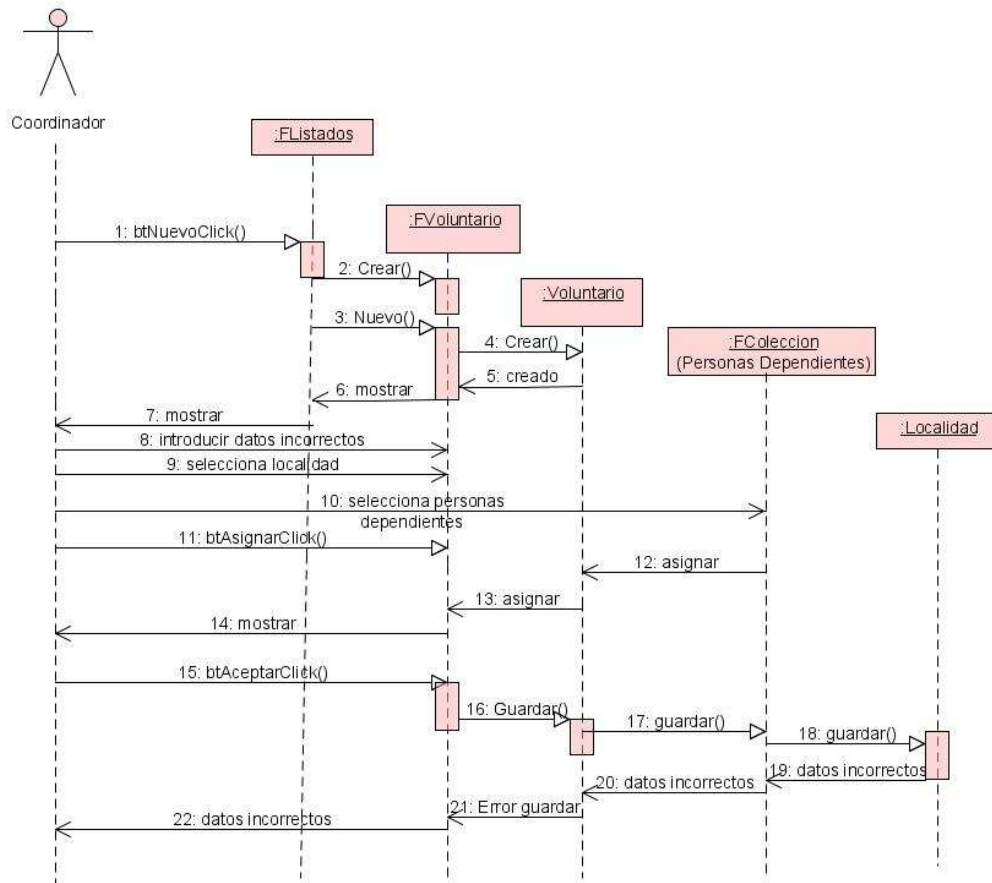 Coordinador
:FListados
:FVoluntario
1: btNuevoClick()
2: Crear()
:Voluntario
3: Nuevo()
4: Crear()
:FColeccion
(Personas Dependientes)
5: creado
6: mostrar
7: mostrar
:Localidad
8: introducir datos incorrectos
9: selecciona localidad
10: selecciona personas
dependientes
11: btAsignarClick()
12: asignar
13: asignar
14: mostrar
15: btAceptarClick()
16: Guardar()
17: guardar()
18: guardar()
19: datos incorrectos
20: datos incorrectos
21: Error guardar
22: datos incorrectos